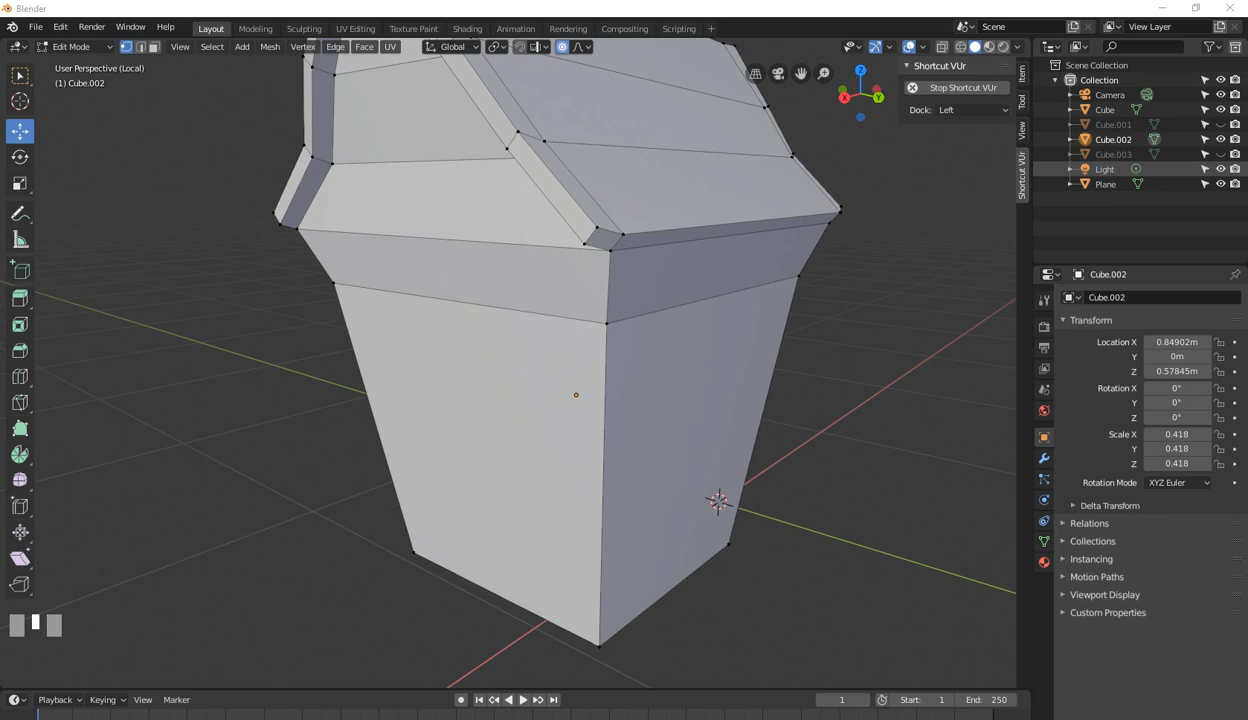 Blender
File Edit Render Window Help
Layout Modeling Sculpting UV Editing Texture Paint Shading Animation Rendering Compositing Scripting +
Scene
View Layer
Edit Mode View Select Add Mesh Vertex Edge Face UV Global
User Perspective (Local)
(1) Cube.002
X Y Z
Shortcut VUr
Stop Shortcut VUr
Dock: Left
Item
Tool
View
Shortcut VUr
Scene Collection
Collection
Camera
Cube
Cube.001
Cube.002
Cube.003
Light
Plane
Cube.002
Cube.002
Transform
Location X 0.84902m
Y 0m
Z 0.57845m
Rotation X 0°
Y 0°
Z 0°
Scale X 0.418
Y 0.418
Z 0.418
Rotation Mode XYZ Euler
Delta Transform
Relations
Collections
Instancing
Motion Paths
Viewport Display
Custom Properties
Playback Keying View Marker
1 Start: 1 End: 250